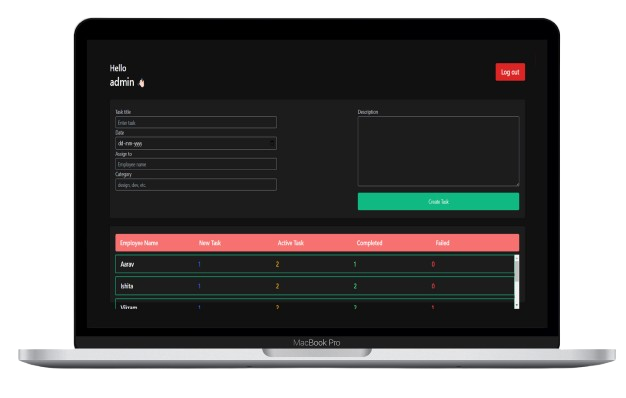 Hello
admin 👋🏻
Log out
Task title
Enter task
Date
dd-mm-yyyy
Assign to
Employee name
Category
design, dev, etc.
Description
Create Task
Employee Name New Task Active Task Completed Failed
Aarav 1 2 1 0
Ishita 1 2 2 0
Vikram 1 2 1
MacBook Pro